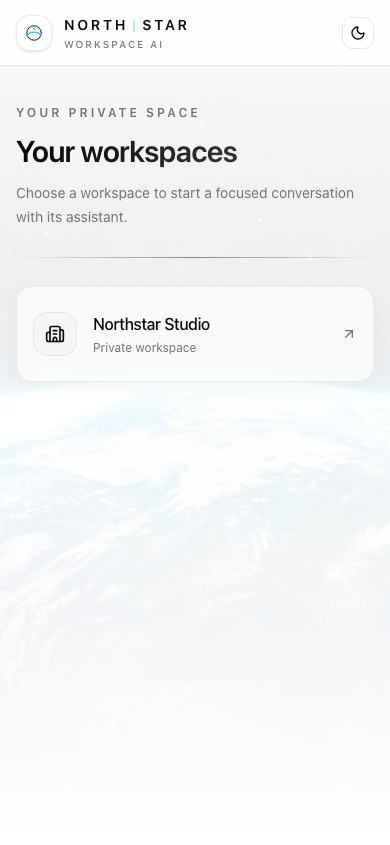 NORTH | STAR
WORKSPACE AI
YOUR PRIVATE SPACE
Your workspaces
Choose a workspace to start a focused conversation
with its assistant.
Northstar Studio
Private workspace